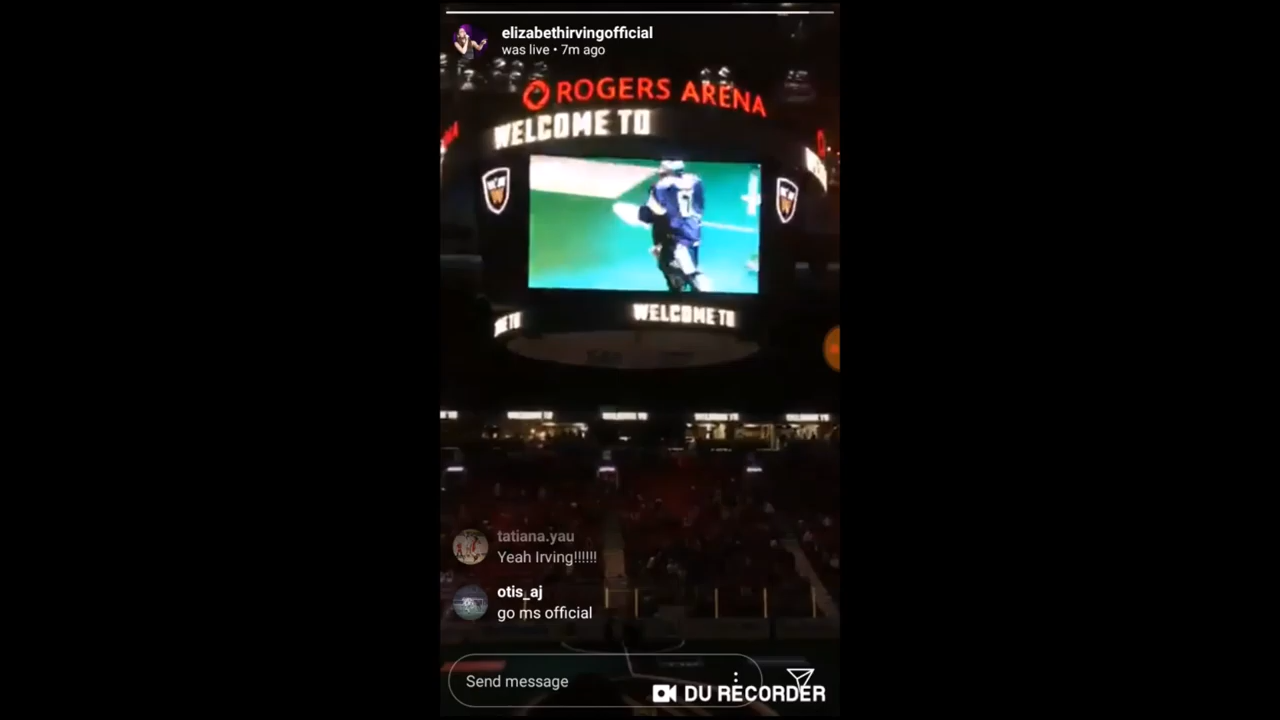 elizabethirvingofficial
was live • 7m ago
ROGERS ARENA
WELCOME TO
WELCOME TO
tatiana.yau
Yeah Irving!!!!!!
otis_aj
go ms official
Send message
DU RECORDER